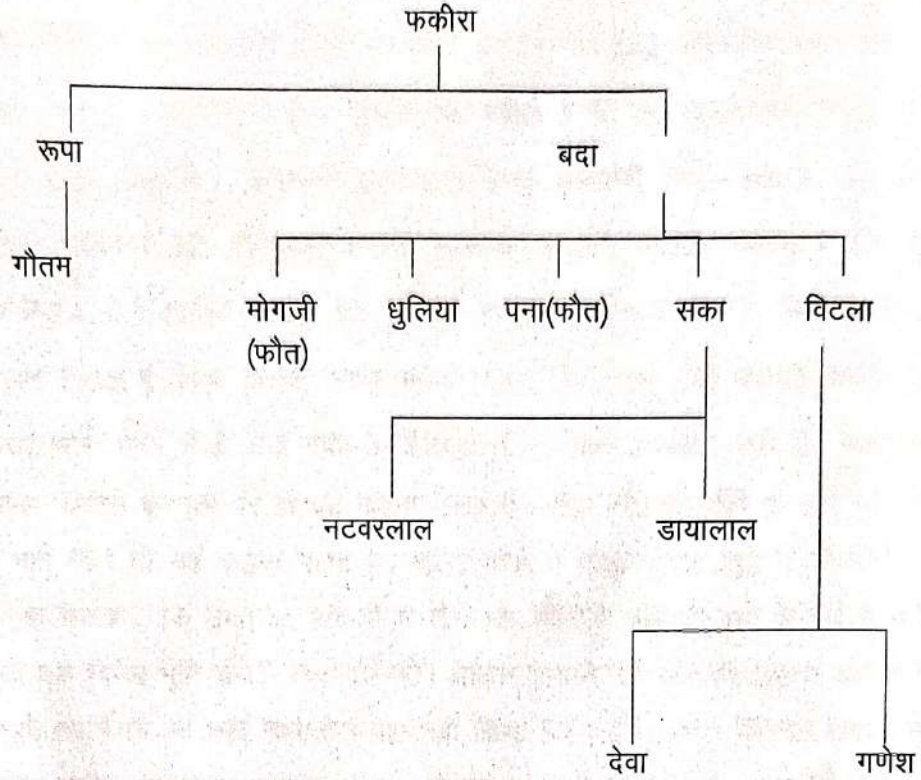 फकीरा
रूपा बदा
गौतम
मोगजी धुलिया पना(फौत) सका विटला
(फौत)
नटवरलाल डायालाल
देवा गणेश